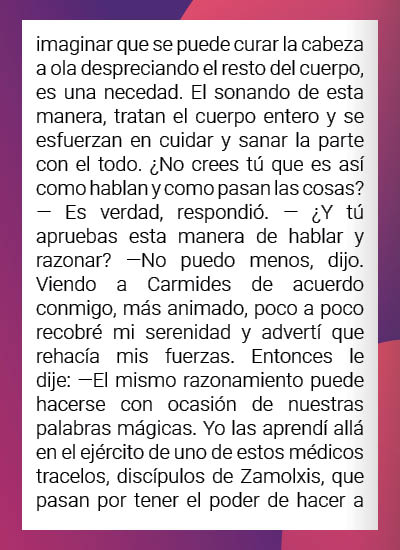 imaginar que se puede curar la cabeza
a ola despreciando el resto del cuerpo,
es una necedad. El sonando de esta
manera, tratan el cuerpo entero y se
esfuerzan en cuidar y sanar la parte
con el todo. ¿No crees tú que es así
como hablan y como pasan las cosas?
— Es verdad, respondió. — ¿Y tú
apruebas esta manera de hablar y
razonar? —No puedo menos, dijo.
Viendo a Carmides de acuerdo
conmigo, más animado, poco a poco
recobré mi serenidad y advertí que
rehacía mis fuerzas. Entonces le
dije: —El mismo razonamiento puede
hacerse con ocasión de nuestras
palabras mágicas. Yo las aprendí allá
en el ejército de uno de estos médicos
tracelos, discípulos de Zamolxis, que
pasan por tener el poder de hacer a